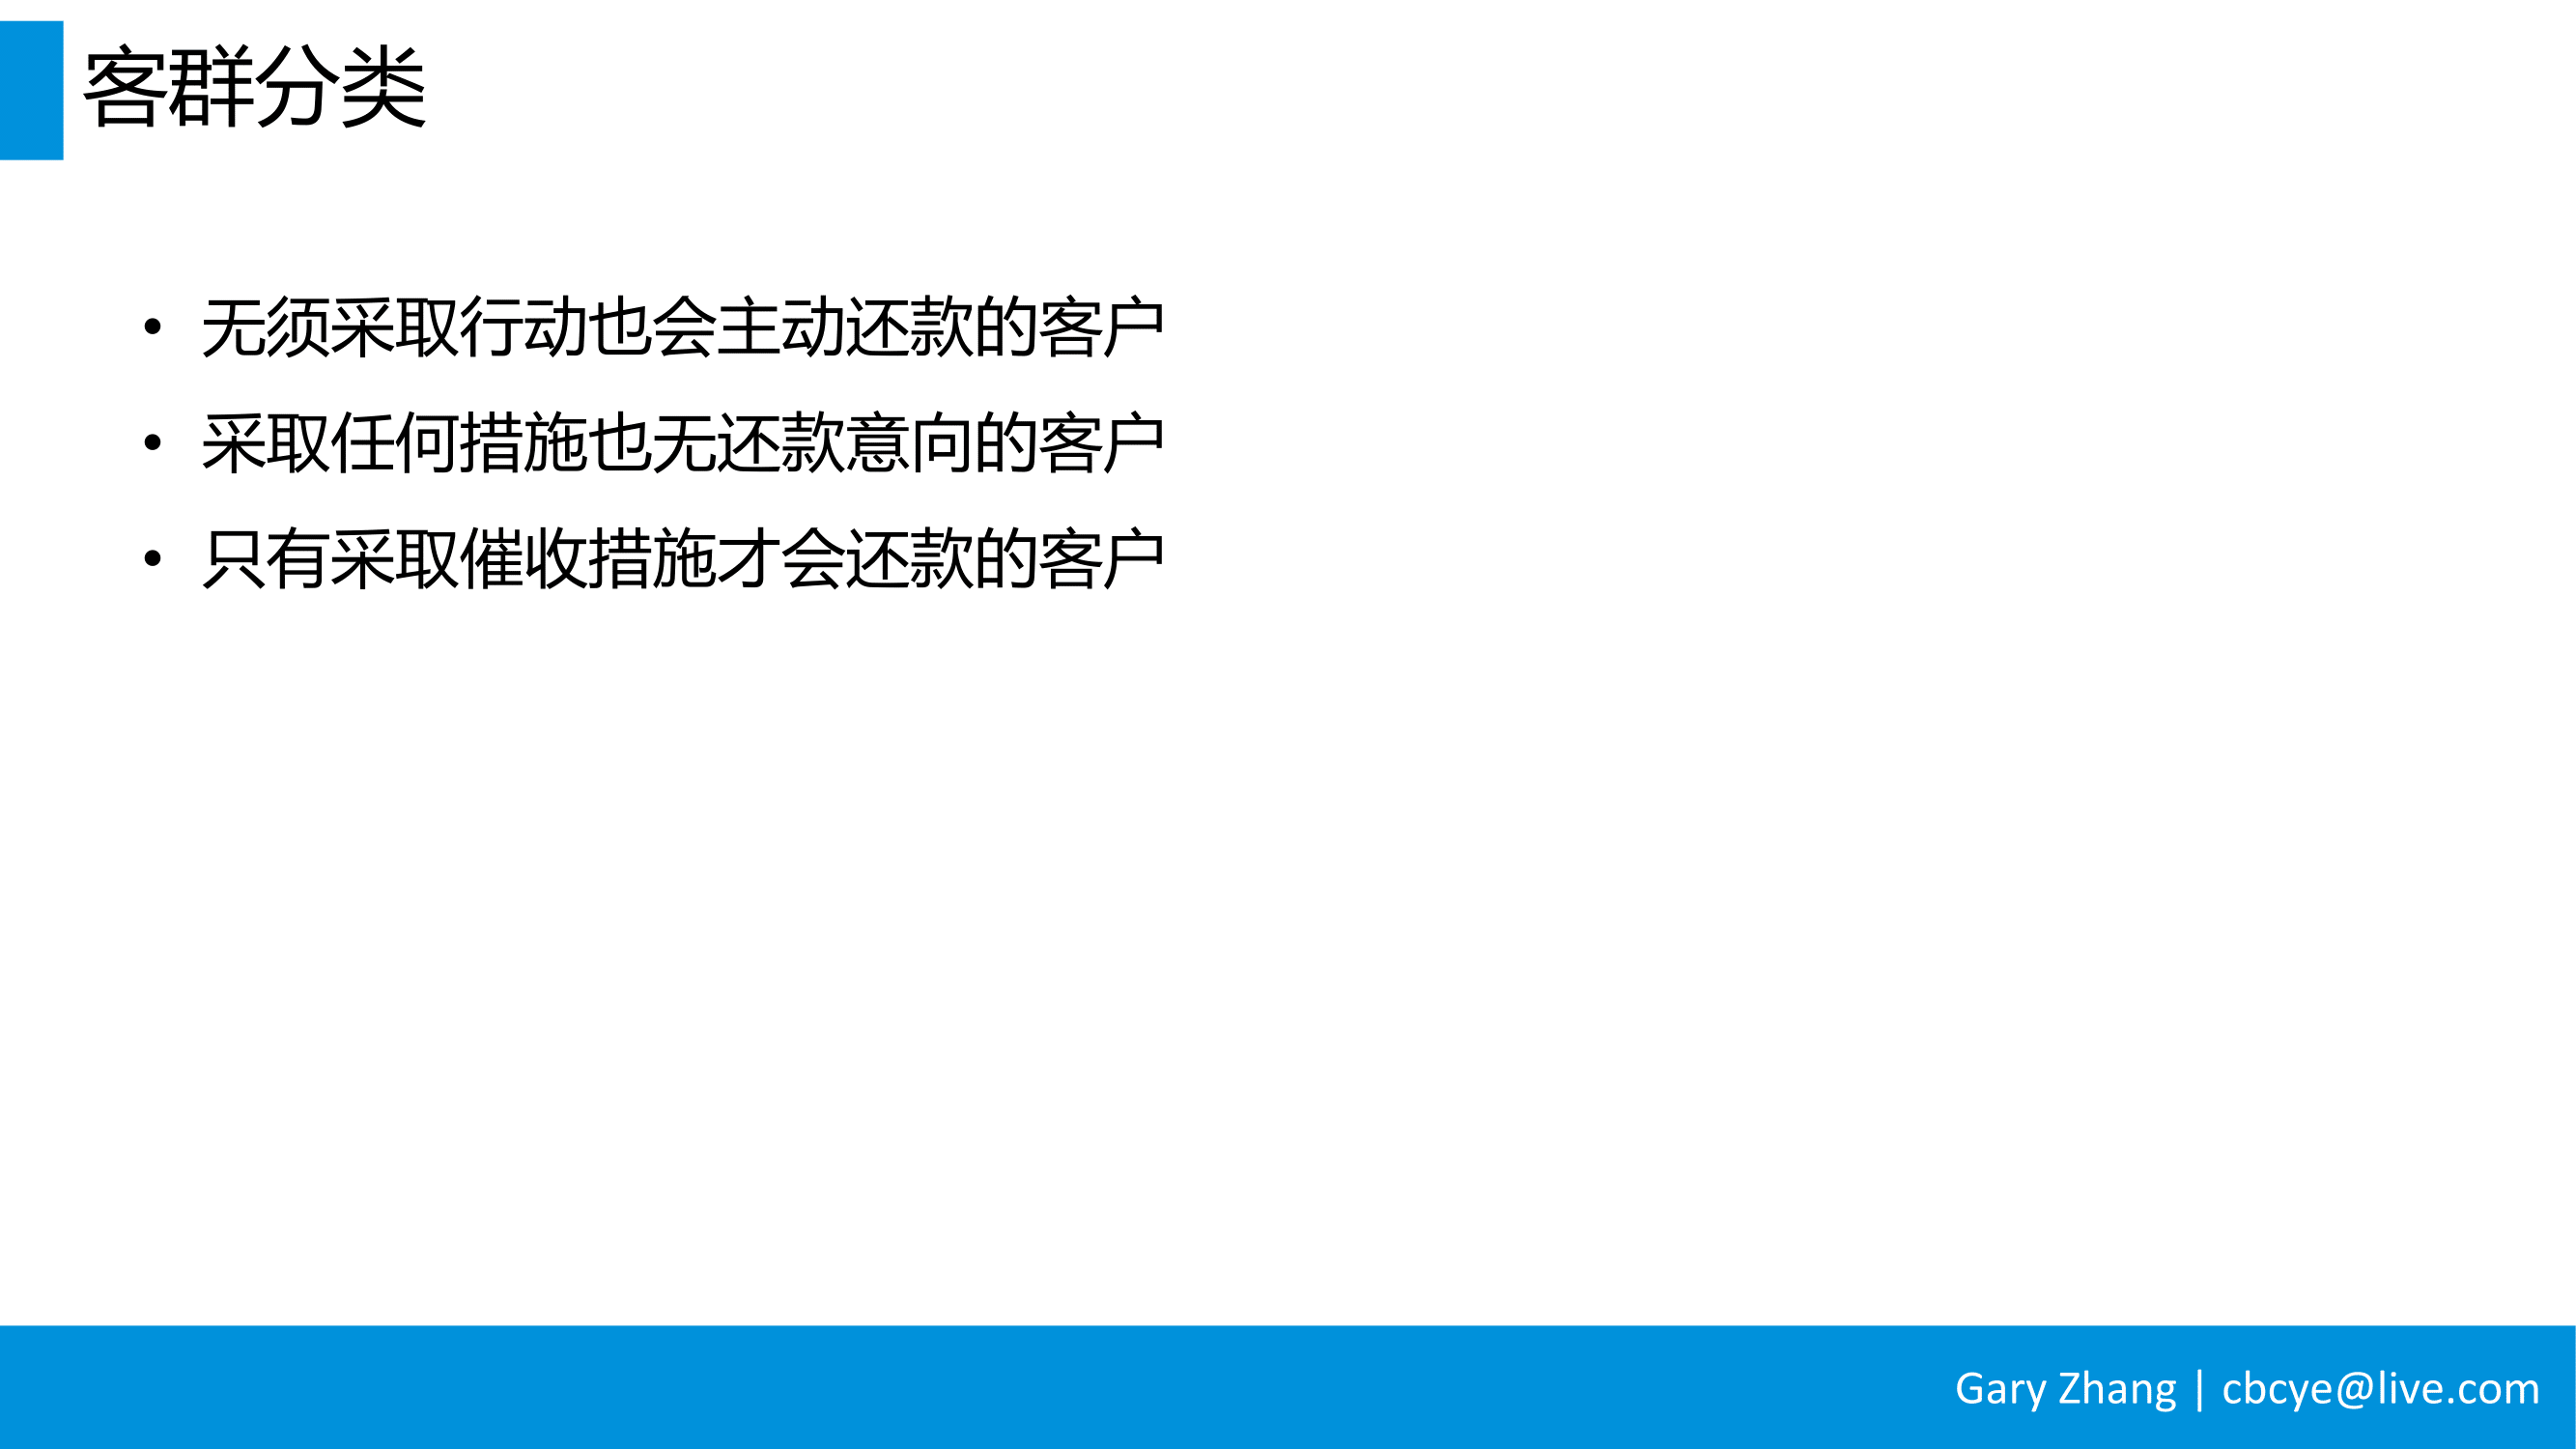 客群分类
• 无须采取行动也会主动还款的客户
• 采取任何措施也无还款意向的客户
• 只有采取催收措施才会还款的客户
Gary Zhang | cbcye@live.com